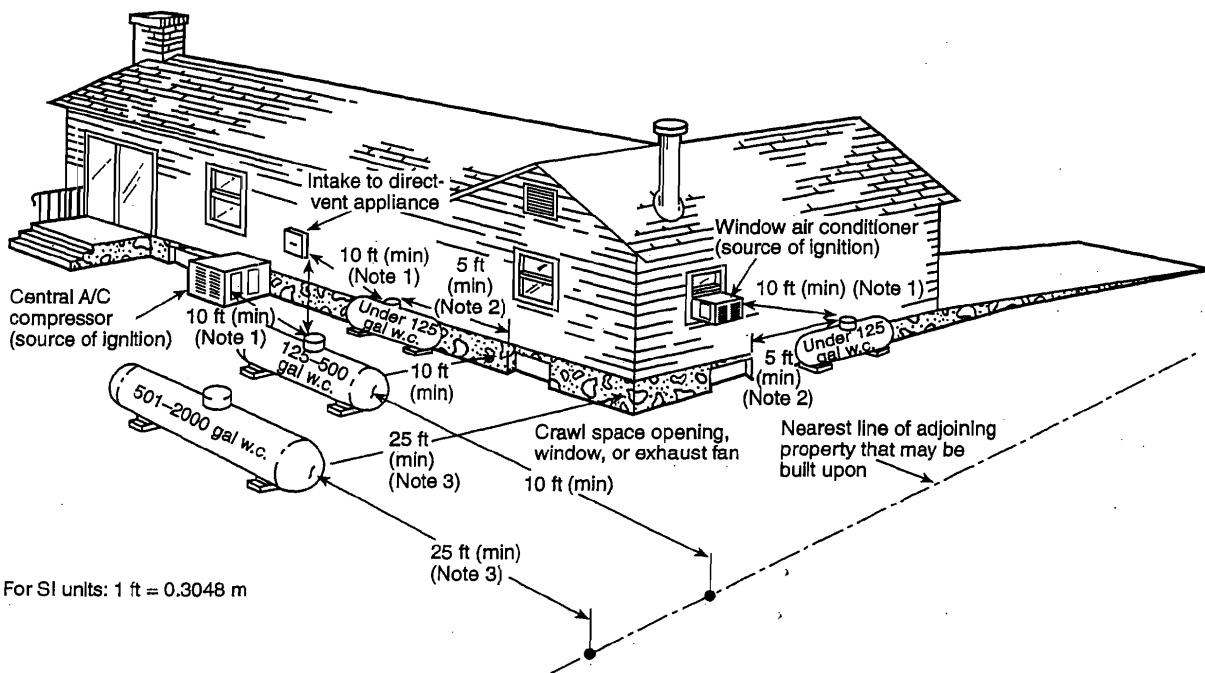 Intake to direct-
vent appliance
Window air conditioner
(source of ignition)
10 ft (min)
(Note 1)
5 ft
(min)
(Note 2)
10 ft (min) (Note 1)
Central A/C
compressor
(source of ignition)
10 ft (min)
(Note 1)
Under 125
gal w.c.
Under 125
gal w.c.
125–500
gal w.c.
10 ft
(min)
5 ft
(min)
(Note 2)
501–2000 gal w.c.
25 ft
(min)
(Note 3)
Crawl space opening,
window, or exhaust fan
Nearest line of adjoining
property that may be
built upon
10 ft (min)
25 ft (min)
(Note 3)
For SI units: 1 ft = 0.3048 m